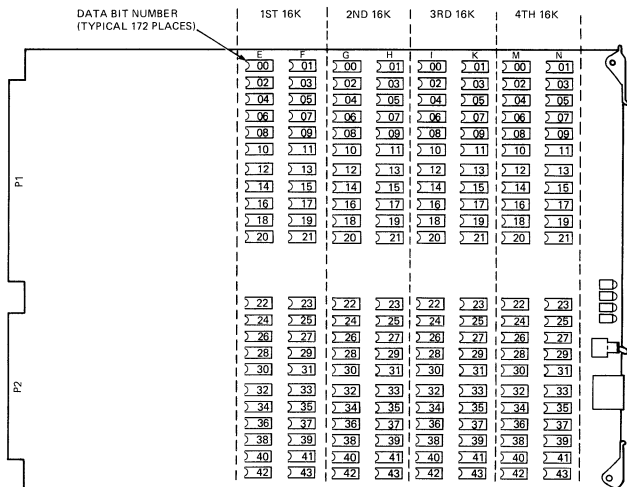 DATA BIT NUMBER
(TYPICAL 172 PLACES)
1ST 16K 2ND 16K 3RD 16K 4TH 16K
E F G H I K M N
00 01 00 01 00 01 00 01
02 03 02 03 02 03 02 03
04 05 04 05 04 05 04 05
06 07 06 07 06 07 06 07
08 09 08 09 08 09 08 09
10 11 10 11 10 11 10 11
12 13 12 13 12 13 12 13
14 15 14 15 14 15 14 15
16 17 16 17 16 17 16 17
18 19 18 19 18 19 18 19
20 21 20 21 20 21 20 21
P1
22 23 22 23 22 23 22 23
24 25 24 25 24 25 24 25
26 27 26 27 26 27 26 27
28 29 28 29 28 29 28 29
30 31 30 31 30 31 30 31
32 33 32 33 32 33 32 33
34 35 34 35 34 35 34 35
36 37 36 37 36 37 36 37
38 39 38 39 38 39 38 39
40 41 40 41 40 41 40 41
42 43 42 43 42 43 42 43
P2